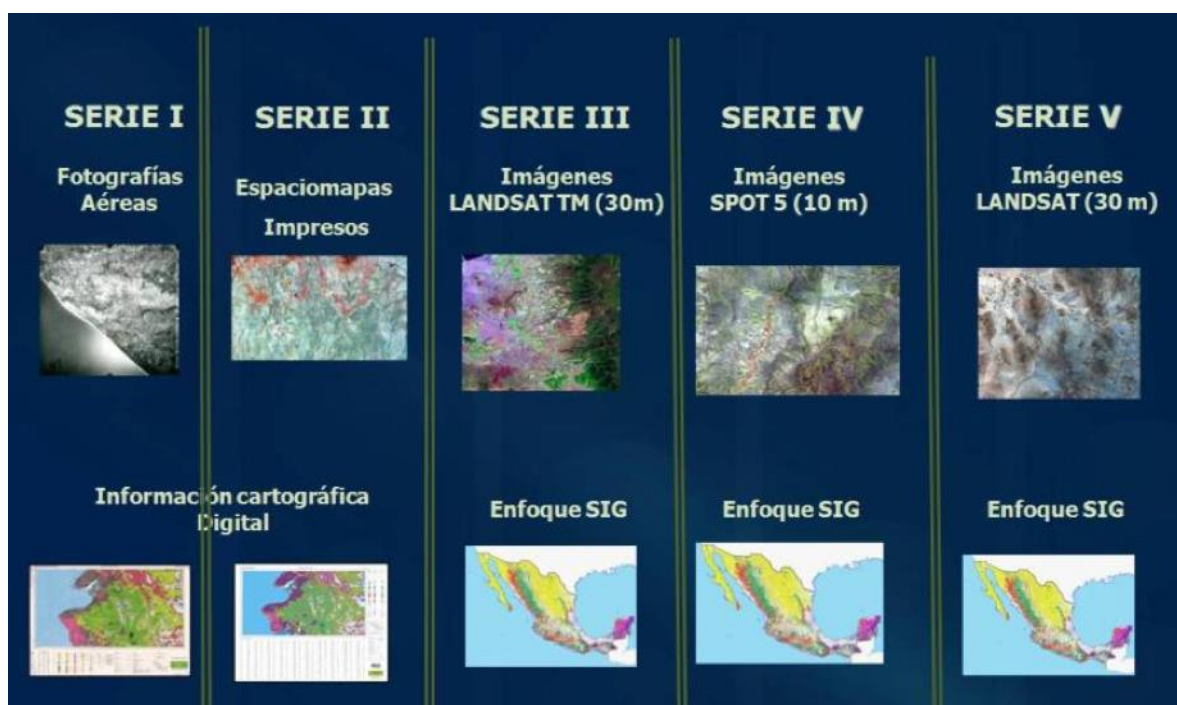 SERIE I
Fotografías
Aéreas
SERIE II
Espaciomapas
Impresos
SERIE III
Imágenes
LANDSAT TM (30m)
SERIE IV
Imágenes
SPOT 5 (10 m)
SERIE V
Imágenes
LANDSAT (30 m)
Información cartográfica
Digital
Enfoque SIG
Enfoque SIG
Enfoque SIG